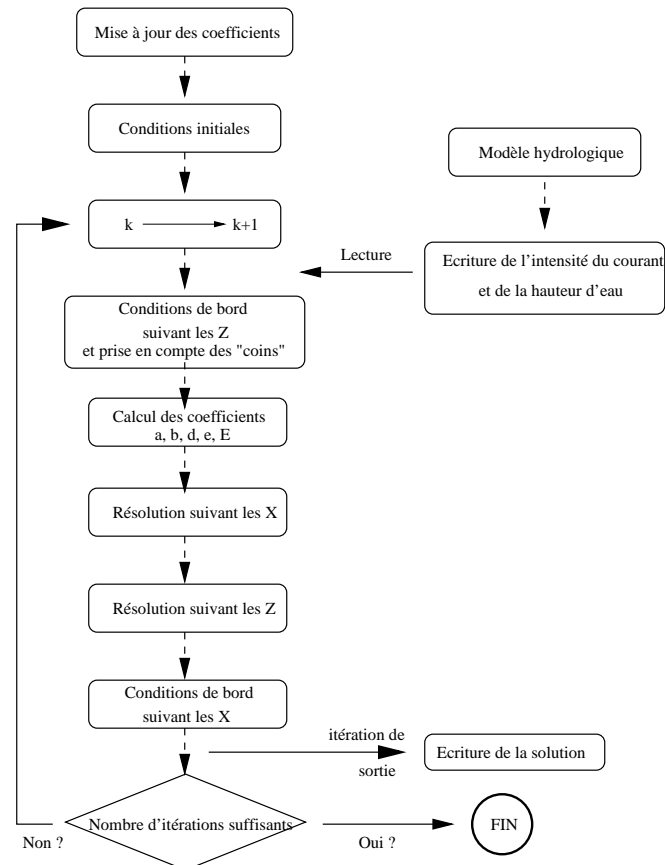 Mise à jour des coefficients
Conditions initiales
Modèle hydrologique
k k+1
Lecture
Ecriture de l'intensité du courant
et de la hauteur d'eau
Conditions de bord
suivant les Z
et prise en compte des "coins"
Calcul des coefficients
a, b, d, e, E
Résolution suivant les X
Résolution suivant les Z
Conditions de bord
suivant les X
itération de
sortie
Ecriture de la solution
Nombre d'itérations suffisants
Non ?
Oui ?
FIN